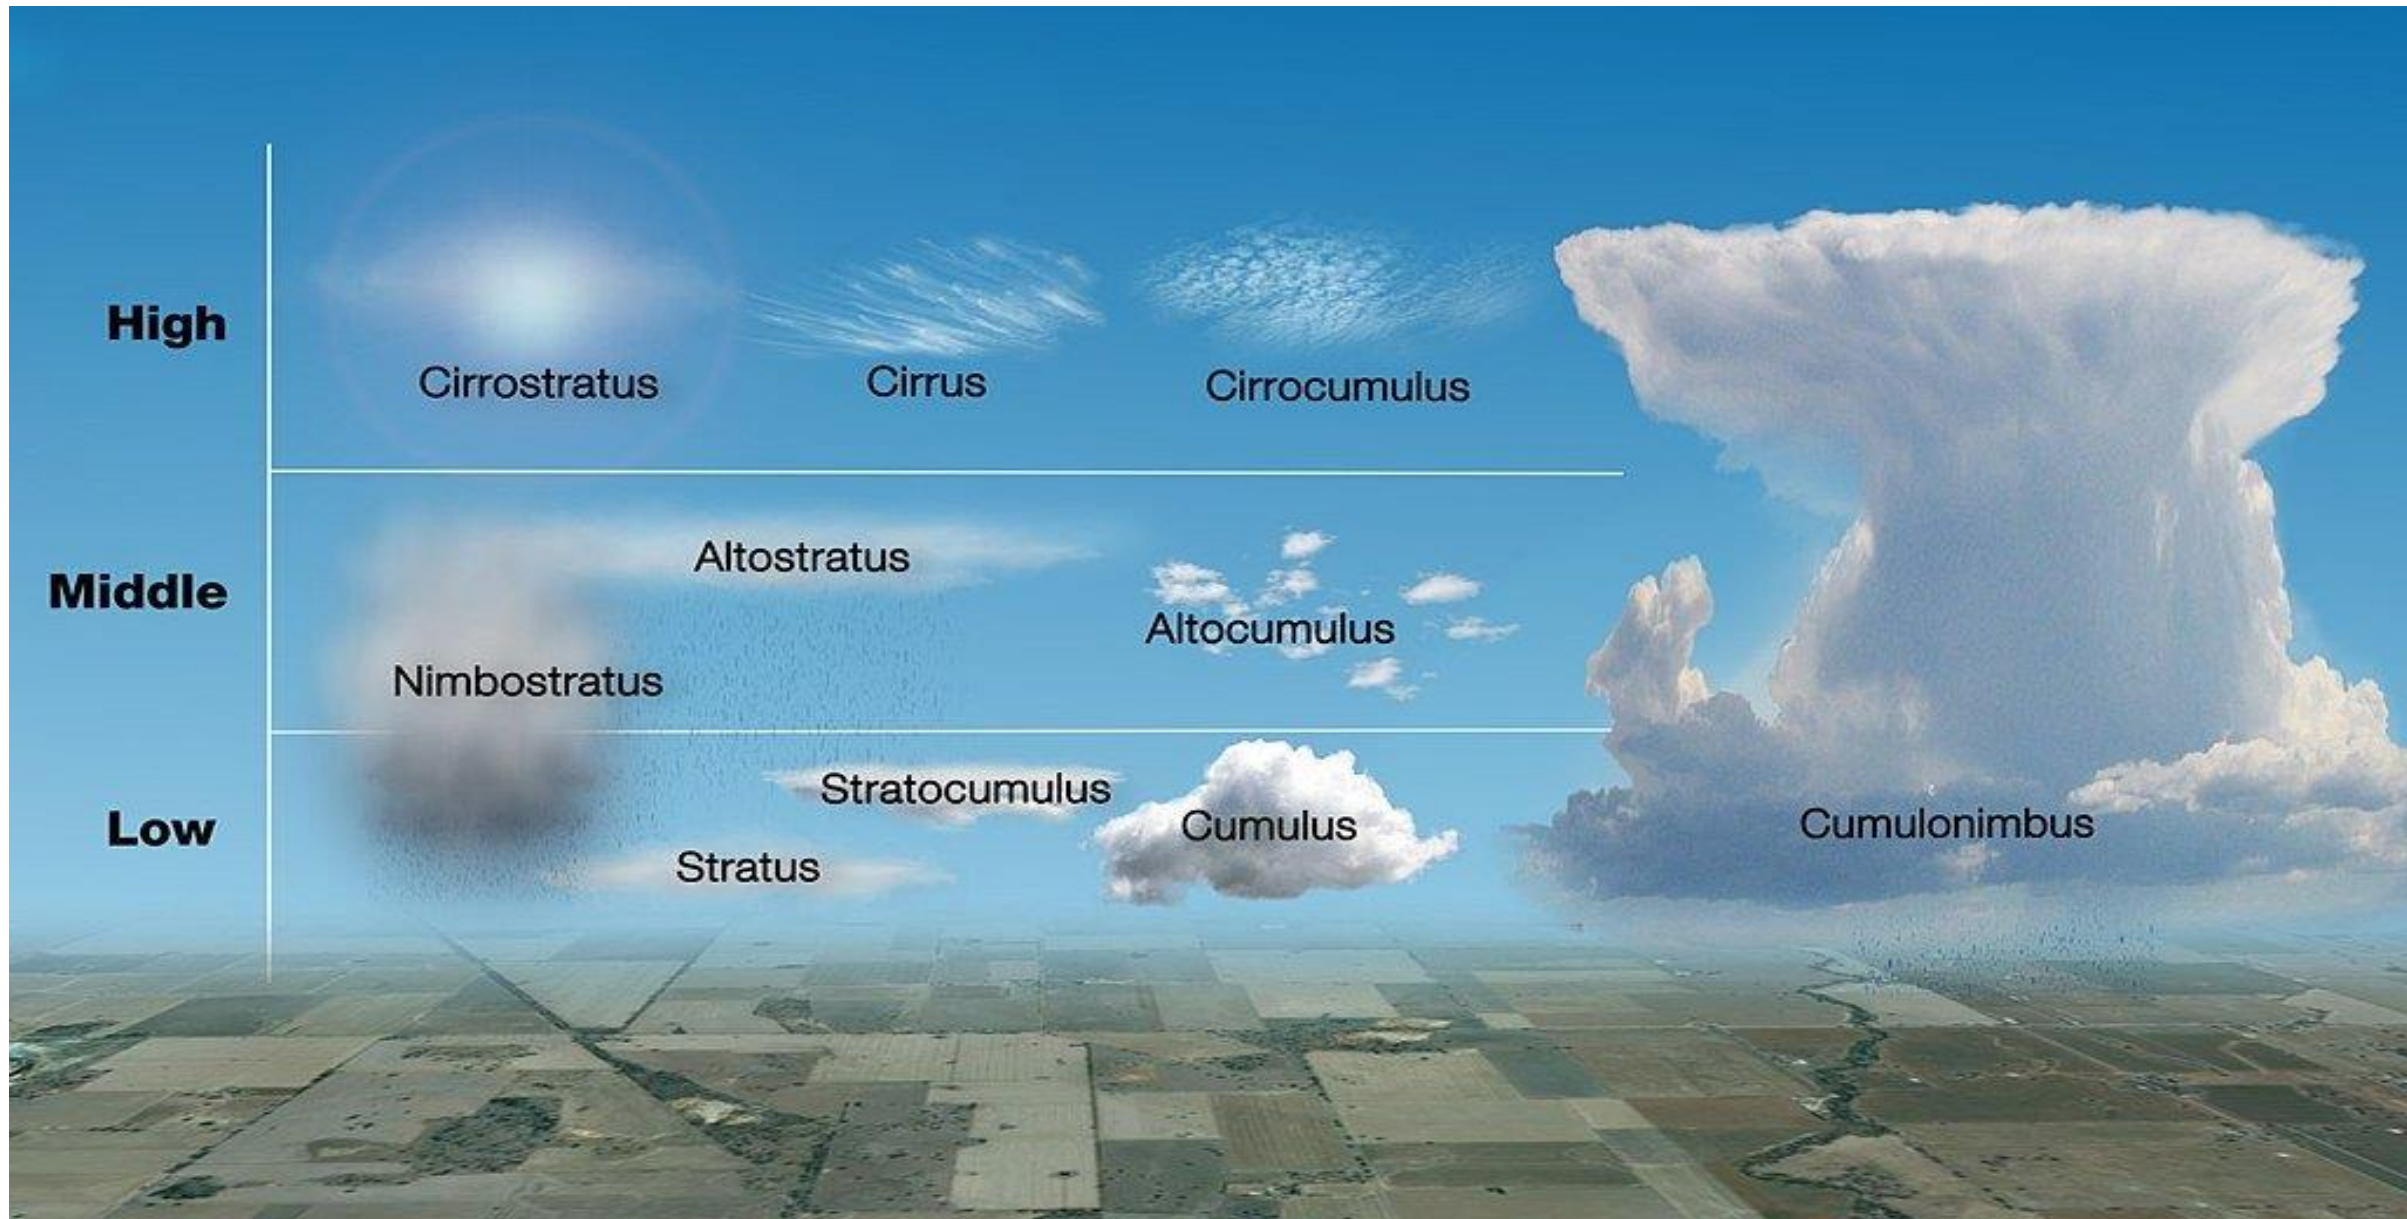 High
Cirrostratus
Cirrus
Cirrocumulus
Middle
Altostratus
Altocumulus
Nimbostratus
Low
Stratocumulus
Cumulus
Cumulonimbus
Stratus